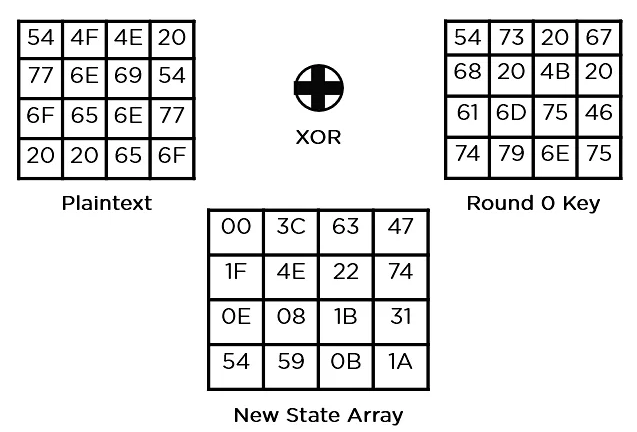 54 4F 4E 20
77 6E 69 54
6F 65 6E 77
20 20 65 6F
Plaintext
XOR
54 73 20 67
68 20 4B 20
61 6D 75 46
74 79 6E 75
Round 0 Key
00 3C 63 47
1F 4E 22 74
0E 08 1B 31
54 59 0B 1A
New State Array